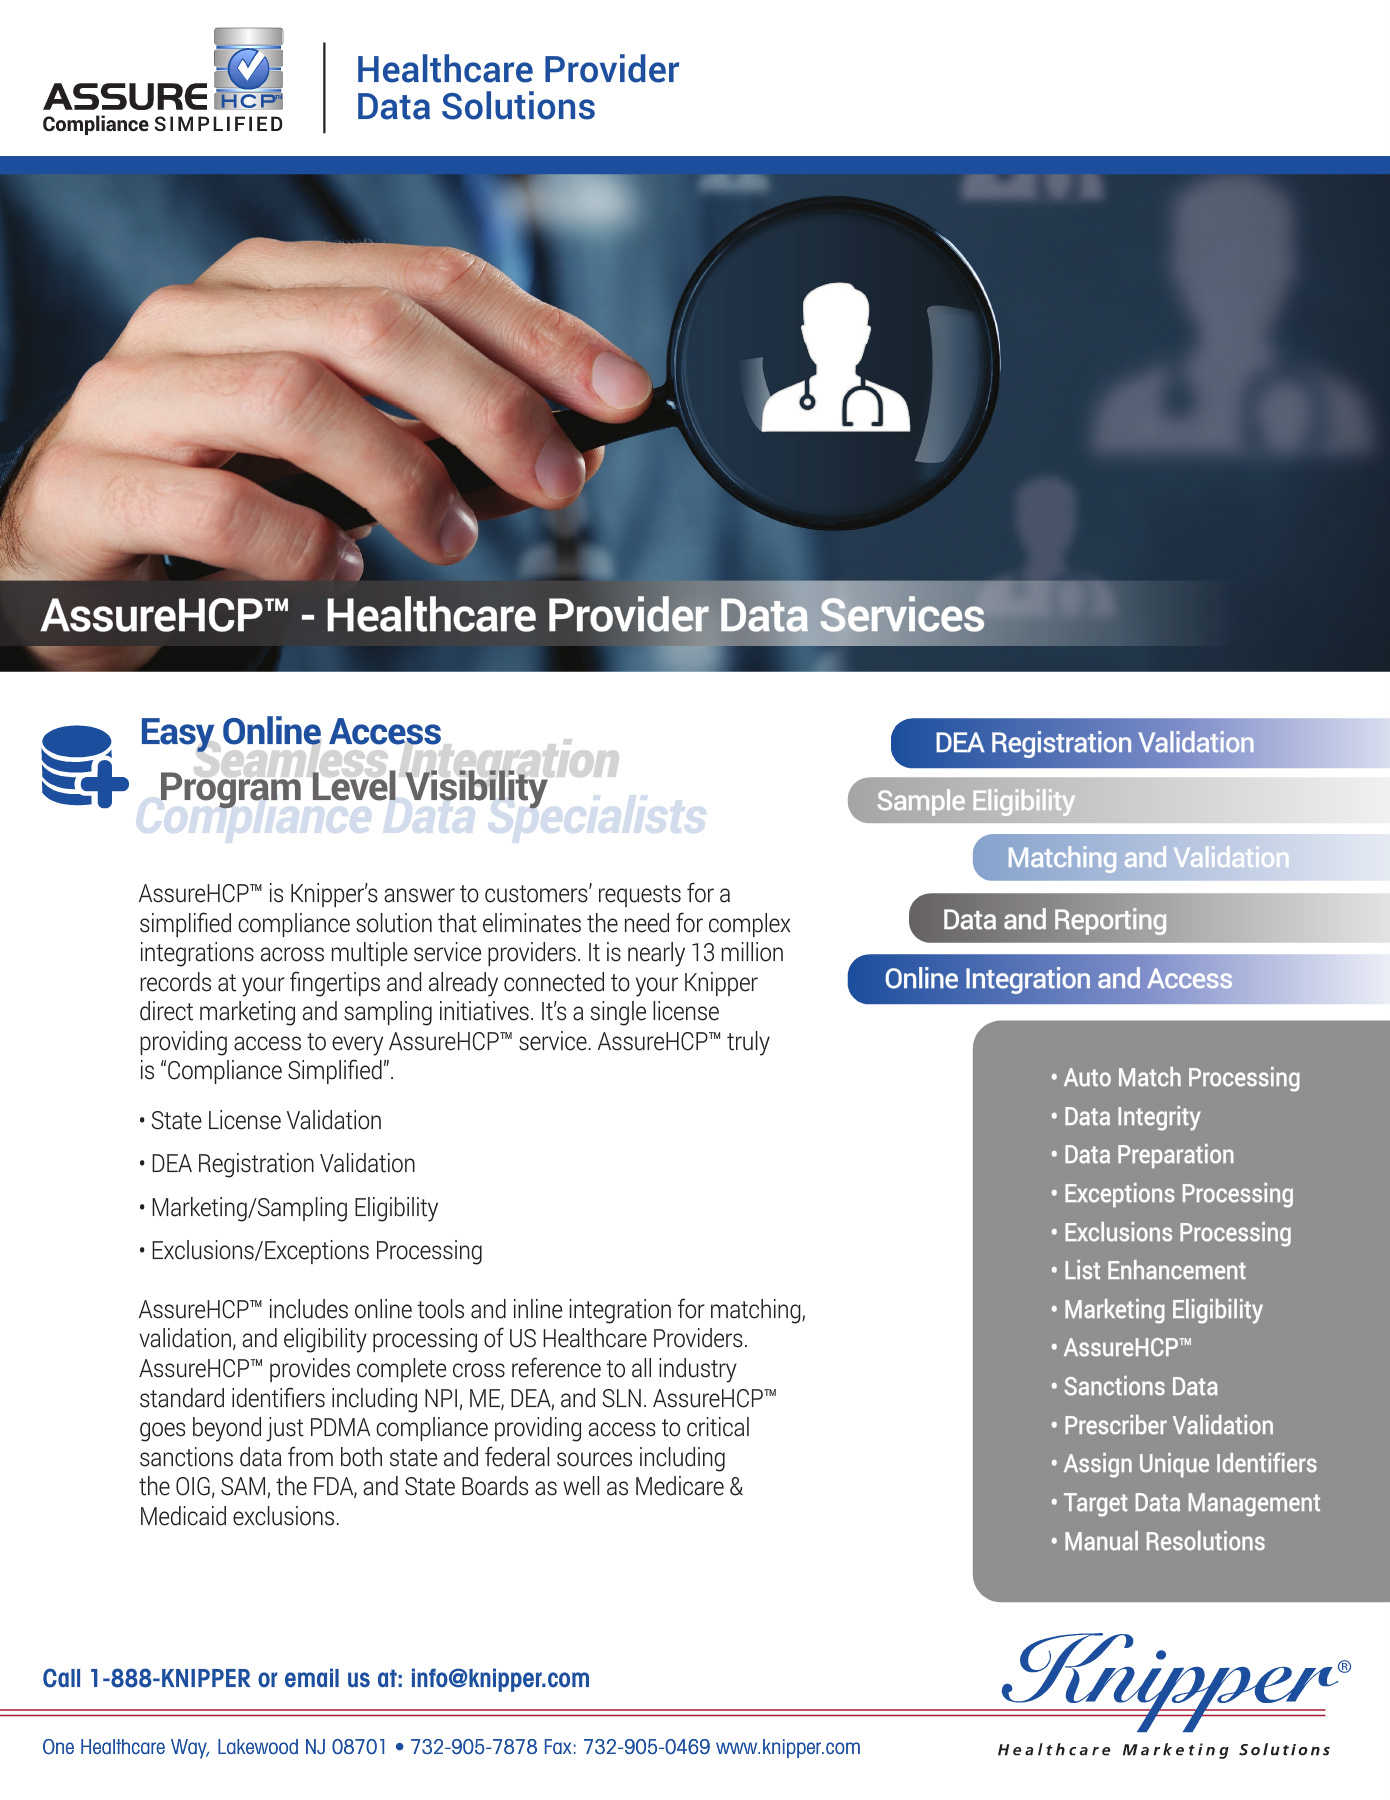 ASSURE HCP™
Compliance SIMPLIFIED
Healthcare Provider
Data Solutions
AssureHCP™ - Healthcare Provider Data Services
Easy Online Access
Seamless Integration
Program Level Visibility
Compliance Data Specialists
AssureHCP™ is Knipper's answer to customers' requests for a
simplified compliance solution that eliminates the need for complex
integrations across multiple service providers. It is nearly 13 million
records at your fingertips and already connected to your Knipper
direct marketing and sampling initiatives. It's a single license
providing access to every AssureHCP™ service. AssureHCP™ truly
is “Compliance Simplified”.
• State License Validation
• DEA Registration Validation
• Marketing/Sampling Eligibility
• Exclusions/Exceptions Processing
AssureHCP™ includes online tools and inline integration for matching,
validation, and eligibility processing of US Healthcare Providers.
AssureHCP™ provides complete cross reference to all industry
standard identifiers including NPI, ME, DEA, and SLN. AssureHCP™
goes beyond just PDMA compliance providing access to critical
sanctions data from both state and federal sources including
the OIG, SAM, the FDA, and State Boards as well as Medicare &
Medicaid exclusions.
DEA Registration Validation
Sample Eligibility
Matching and Validation
Data and Reporting
Online Integration and Access
• Auto Match Processing
• Data Integrity
• Data Preparation
• Exceptions Processing
• Exclusions Processing
• List Enhancement
• Marketing Eligibility
• AssureHCP™
• Sanctions Data
• Prescriber Validation
• Assign Unique Identifiers
• Target Data Management
• Manual Resolutions
Call 1-888-KNIPPER or email us at: info@knipper.com
One Healthcare Way, Lakewood NJ 08701 • 732-905-7878 Fax: 732-905-0469 www.knipper.com
Knipper®
Healthcare Marketing Solutions